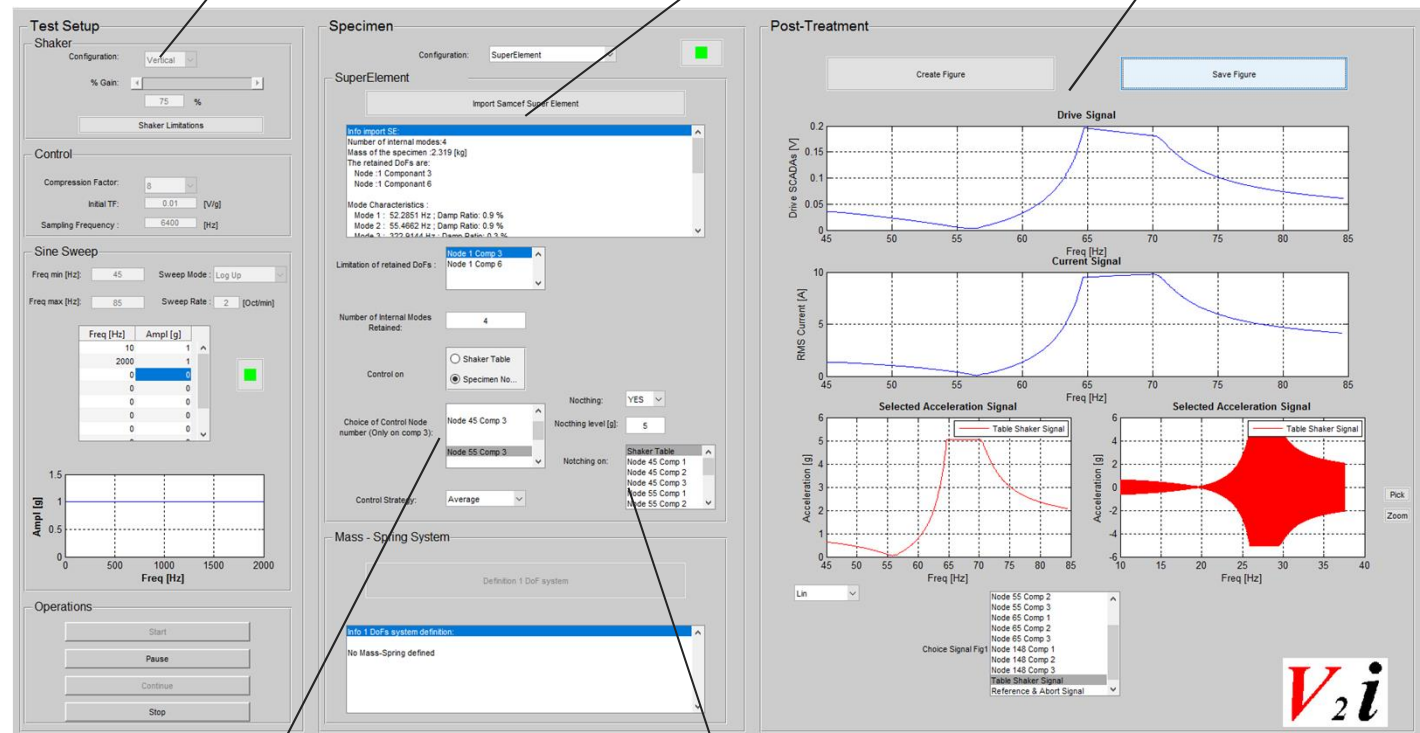 Test Setup
Shaker
Configuration: Vertical
% Gain:
75 %
Shaker Limitations
Control
Compression Factor: 8
Initial TF: 0.01 [V/g]
Sampling Frequency : 6400 [Hz]
Sine Sweep
Freq min [Hz]: 45 Sweep Mode : Log Up
Freq max [Hz]: 85 Sweep Rate : 2 [Oct/min]
Freq [Hz] Ampl [g]
10 1
2000 1
0 0
0 0
0 0
0 0
0 0
1.5
1
0.5
0
Ampl [g]
0 500 1000 1500 2000
Freq [Hz]
Operations
Start
Pause
Continue
Stop
Specimen
Configuration: SuperElement
SuperElement
Import Samcef Super Element
Info import SE:
Number of internal modes:4
Mass of the specimen :2.319 [kg]
The retained DoFs are:
Node :1 Componant 3
Node :1 Componant 6
Mode Characteristics :
Mode 1 : 52.2851 Hz ; Damp Ratio: 0.9 %
Mode 2 : 55.4662 Hz ; Damp Ratio: 0.9 %
Mode 3 : 322.9144 Hz ; Damp Ratio: 0.3 %
Limitation of retained DoFs :
Node 1 Comp 3
Node 1 Comp 6
Number of Internal Modes
Retained:
4
Control on
Shaker Table
Specimen No...
Choice of Control Node
number (Only on comp 3):
Node 45 Comp 3
Node 55 Comp 3
Nocthing: YES
Nocthing level [g]: 5
Notching on:
Shaker Table
Node 45 Comp 1
Node 45 Comp 2
Node 45 Comp 3
Node 55 Comp 1
Node 55 Comp 2
Control Strategy: Average
Mass - Spring System
Definition 1 DoF system
Info 1 DoFs system definition:
No Mass-Spring defined
Post-Treatment
Create Figure
Save Figure
Drive Signal
0.2
0.15
0.1
0.05
0
Drive SCADAs [V]
45 50 55 60 65 70 75 80 85
Freq [Hz]
Current Signal
10
5
0
RMS Current [A]
45 50 55 60 65 70 75 80 85
Freq [Hz]
Selected Acceleration Signal
Table Shaker Signal
6
5
4
3
2
1
0
Acceleration [g]
45 50 55 60 65 70 75 80 85
Freq [Hz]
Selected Acceleration Signal
Table Shaker Signal
6
4
2
0
-2
-4
-6
Acceleration [g]
10 15 20 25 30 35 40
Freq [Hz]
Pick
Zoom
Lin
Choice Signal Fig1
Node 55 Comp 2
Node 55 Comp 3
Node 65 Comp 1
Node 65 Comp 2
Node 65 Comp 3
Node 148 Comp 1
Node 148 Comp 2
Node 148 Comp 3
Table Shaker Signal
Reference & Abort Signal
V2i